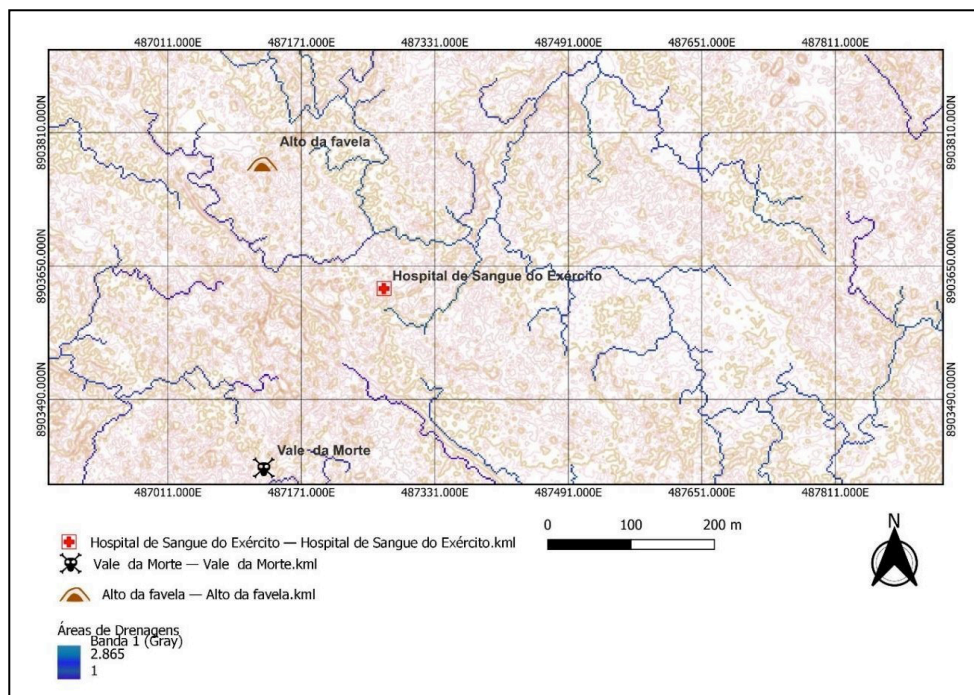 487011.000E 487171.000E 487331.000E 487491.000E 487651.000E 487811.000E
8903810.000N 8903810.000N
Alto da favela
8903650.000N 8903650.000N
Hospital de Sangue do Exército
8903490.000N 8903490.000N
Vale da Morte
487011.000E 487171.000E 487331.000E 487491.000E 487651.000E 487811.000E
0 100 200 m
N
Hospital de Sangue do Exército — Hospital de Sangue do Exército.kml
Vale da Morte — Vale da Morte.kml
Alto da favela — Alto da favela.kml
Áreas de Drenagens
Banda 1 (Gray)
2.865
1